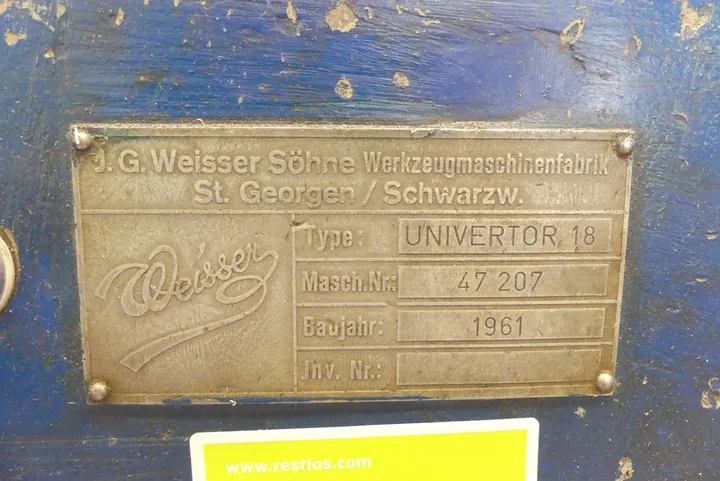 J. G. Weisser Söhne Werkzeugmaschinenfabrik
St. Georgen / Schwarzw.
Weisser
Type: UNIVERTOR 18
Masch.Nr.: 47 207
Baujahr: 1961
Jhv. Nr.:
www.restlos.com